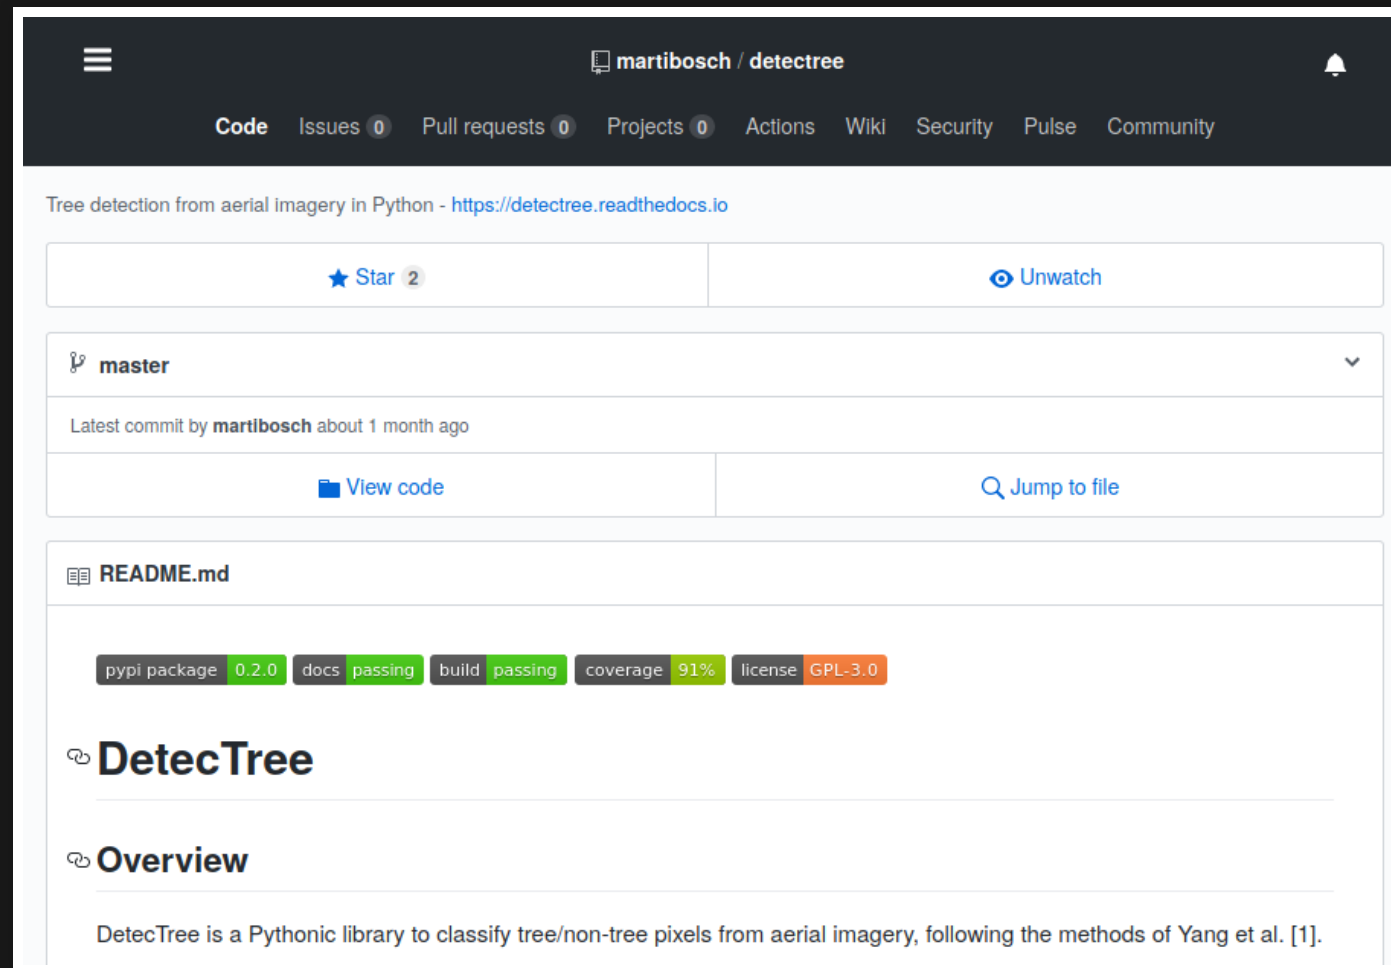 martibosch / detectree
Code Issues 0 Pull requests 0 Projects 0 Actions Wiki Security Pulse Community
Tree detection from aerial imagery in Python - https://detectree.readthedocs.io
Star 2 Unwatch
master
Latest commit by martibosch about 1 month ago
View code Jump to file
README.md
pypi package 0.2.0 docs passing build passing coverage 91% license GPL-3.0
DetecTree
Overview
DetecTree is a Pythonic library to classify tree/non-tree pixels from aerial imagery, following the methods of Yang et al. [1].